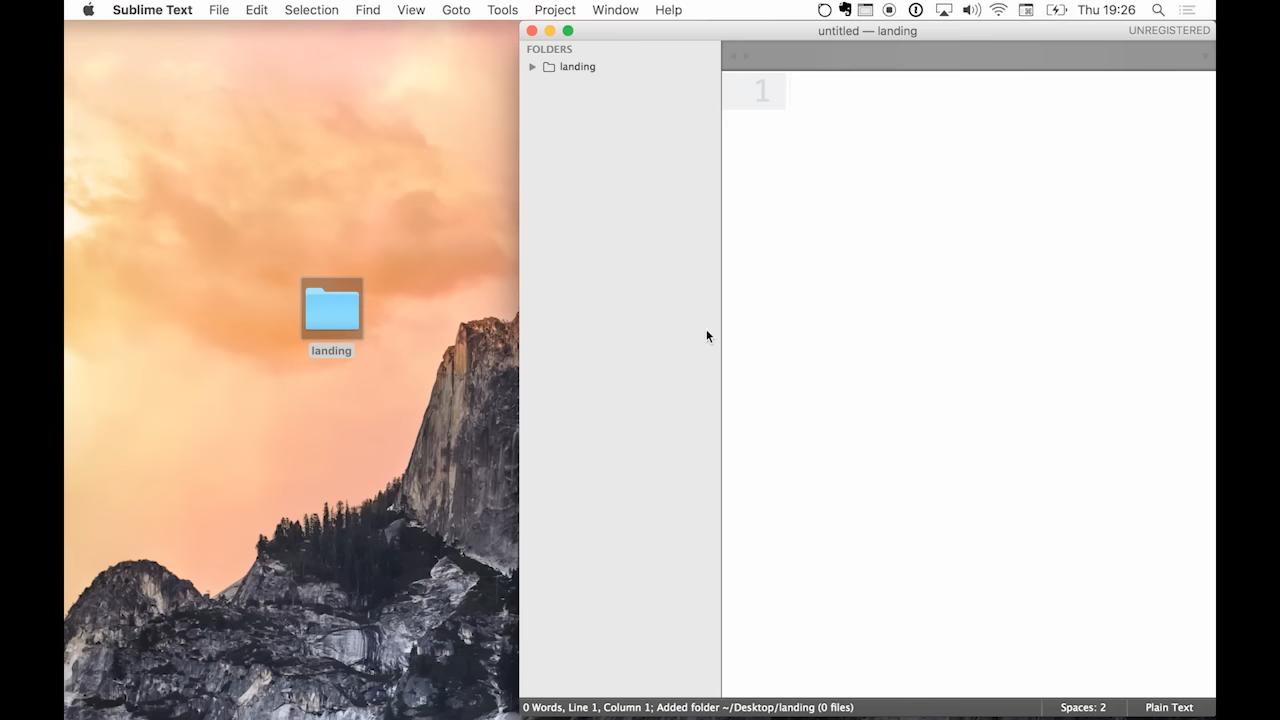 Sublime Text File Edit Selection Find View Goto Tools Project Window Help Thu 19:26
untitled — landing UNREGISTERED
FOLDERS
landing
1
landing
0 Words, Line 1, Column 1; Added folder ~/Desktop/landing (0 files) Spaces: 2 Plain Text